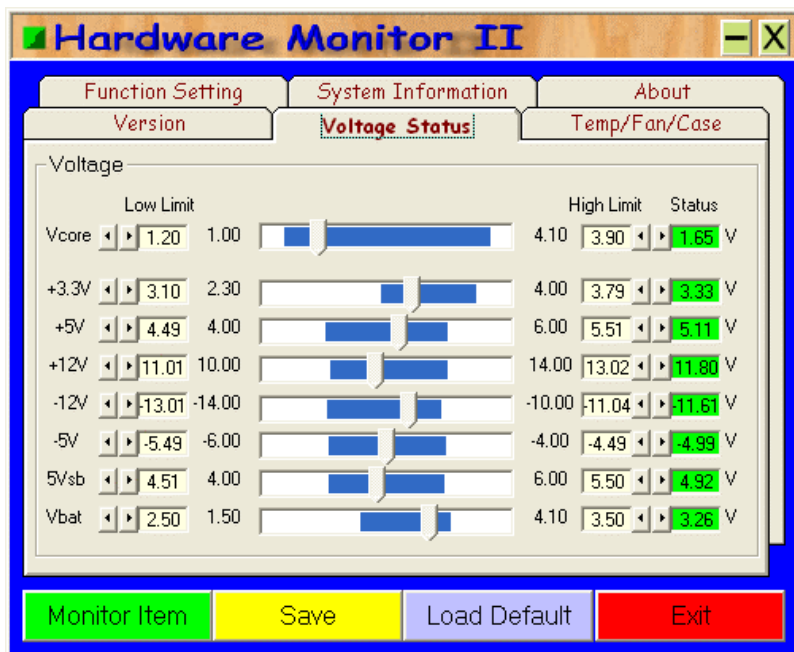 Hardware Monitor II
Function Setting System Information About
Version Voltage Status Temp/Fan/Case
Voltage
Low Limit High Limit Status
Vcore 1.20 1.00 4.10 3.90 1.65 V
+3.3V 3.10 2.30 4.00 3.79 3.33 V
+5V 4.49 4.00 6.00 5.51 5.11 V
+12V 11.01 10.00 14.00 13.02 11.80 V
-12V -13.01 -14.00 -10.00 -11.04 -11.61 V
-5V -5.49 -6.00 -4.00 -4.49 -4.99 V
5Vsb 4.51 4.00 6.00 5.50 4.92 V
Vbat 2.50 1.50 4.10 3.50 3.26 V
Monitor Item Save Load Default Exit